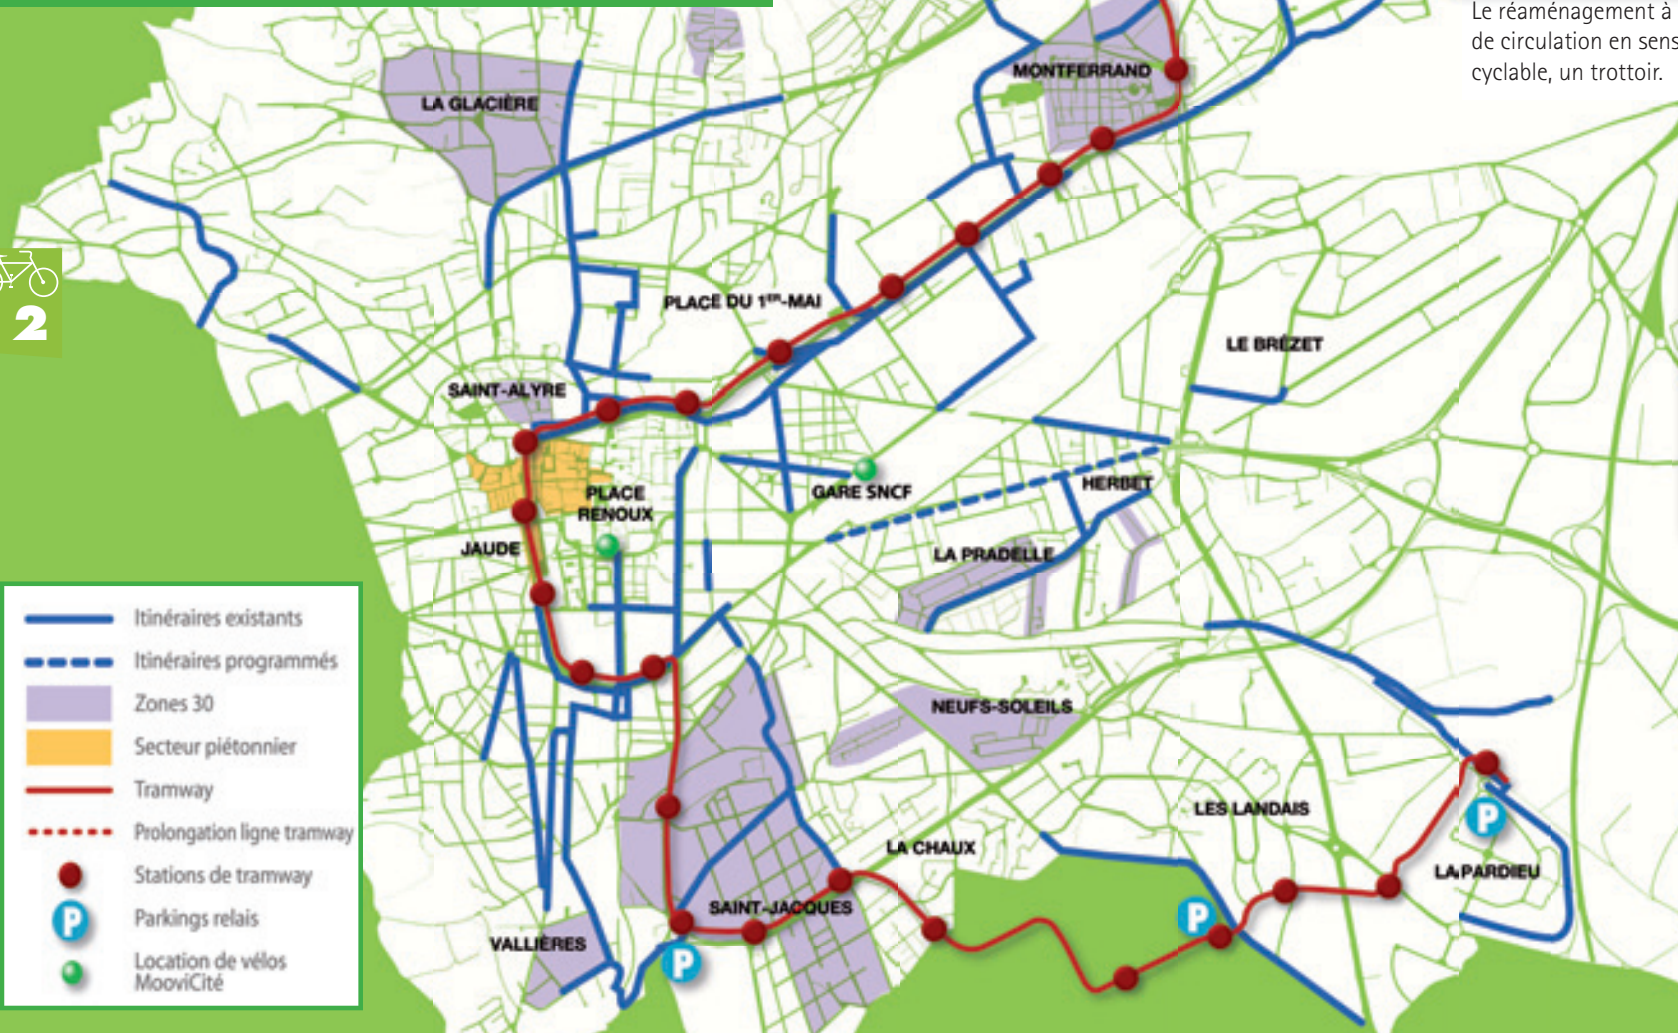 Le réaménagement à
de circulation en sens
cyclable, un trottoir.
MONTFERRAND
LA GLACIÈRE
2
PLACE DU 1ER-MAI
LE BRÉZET
SAINT-ALYRE
PLACE
RENOUX
GARE SNCF
HERBET
JAUDE
LA PRADELLE
NEUFS-SOLEILS
LES LANDAIS
LA CHAUX
LA PARDIEU
SAINT-JACQUES
VALLIÈRES
P
P
P
Itinéraires existants
Itinéraires programmés
Zones 30
Secteur piétonnier
Tramway
Prolongation ligne tramway
Stations de tramway
P Parkings relais
Location de vélos
MooviCité